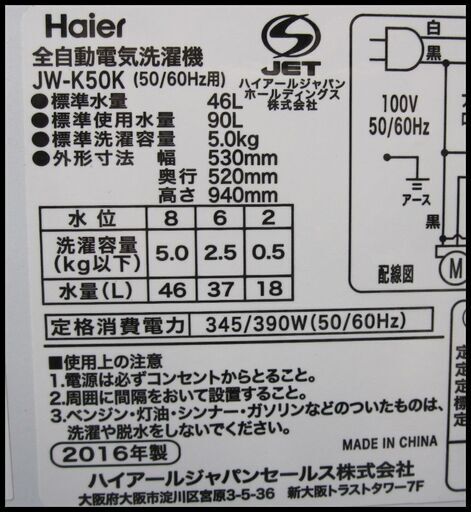 Haier
全自動電気洗濯機
JW-K50K (50/60Hz用)
JET
ハイアールジャパン
ホールディングス
株式会社
●標準水量 46L
●標準使用水量 90L
●標準洗濯容量 5.0kg
●外形寸法 幅 530mm
奥行 520mm
高さ 940mm
水位 8 6 2
洗濯容量(kg以下) 5.0 2.5 0.5
水量(L) 46 37 18
定格消費電力 345/390W(50/60Hz)
白
黒
100V
50/60Hz
アース
黒
配線図
M
■使用上の注意
1.電源は必ずコンセントからとること。
2.周囲に間隔をおいて設置すること。
3.ベンジン・灯油・シンナー・ガソリンなどのついたものは、
洗濯や脱水をしないでください。
2016年製
MADE IN CHINA
ハイアールジャパンセールス株式会社
大阪府大阪市淀川区宮原3-5-36 新大阪トラストタワー7F